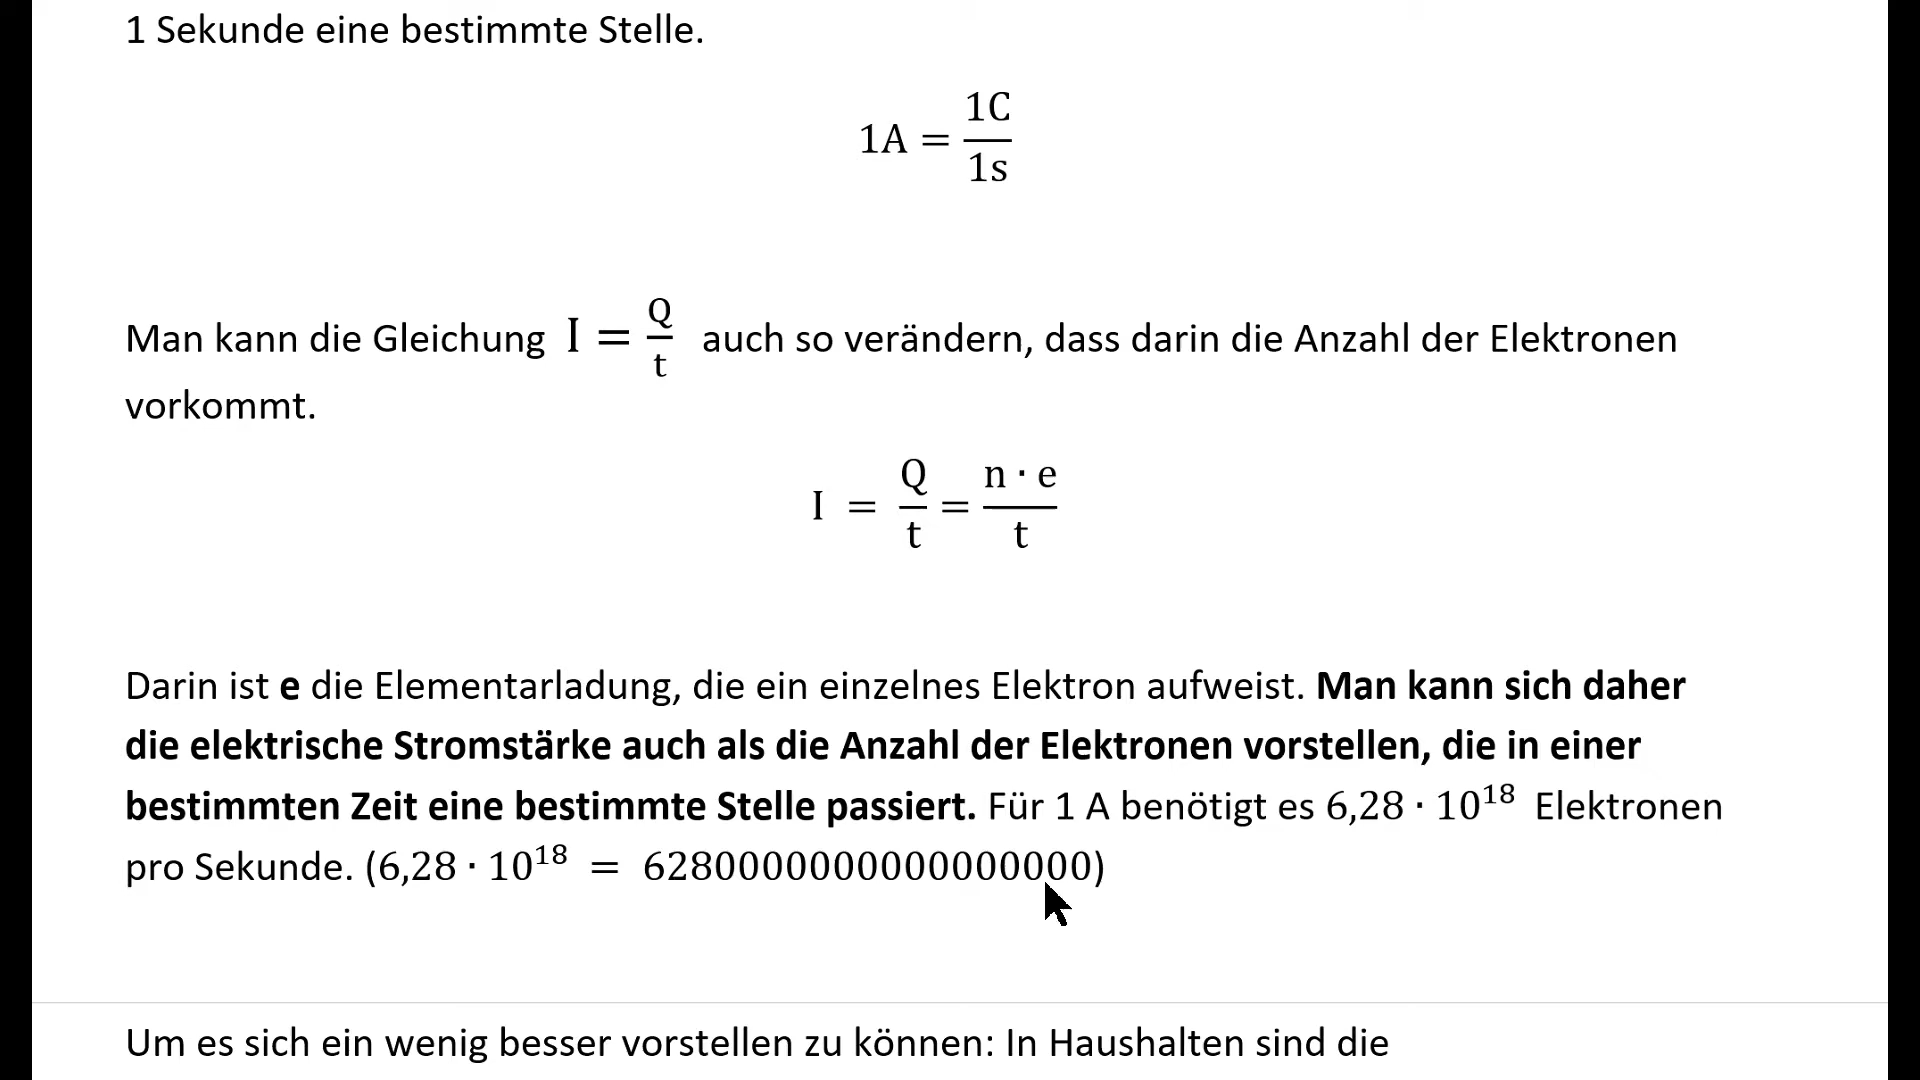 1 Sekunde eine bestimmte Stelle.
1A = 1C/1s
Man kann die Gleichung I = Q/t auch so verändern, dass darin die Anzahl der Elektronen
vorkommt.
I = Q/t = n · e/t
Darin ist e die Elementarladung, die ein einzelnes Elektron aufweist. Man kann sich daher
die elektrische Stromstärke auch als die Anzahl der Elektronen vorstellen, die in einer
bestimmten Zeit eine bestimmte Stelle passiert. Für 1 A benötigt es 6,28 · 10¹⁸ Elektronen
pro Sekunde. (6,28 · 10¹⁸ = 6280000000000000000)
Um es sich ein wenig besser vorstellen zu können: In Haushalten sind die